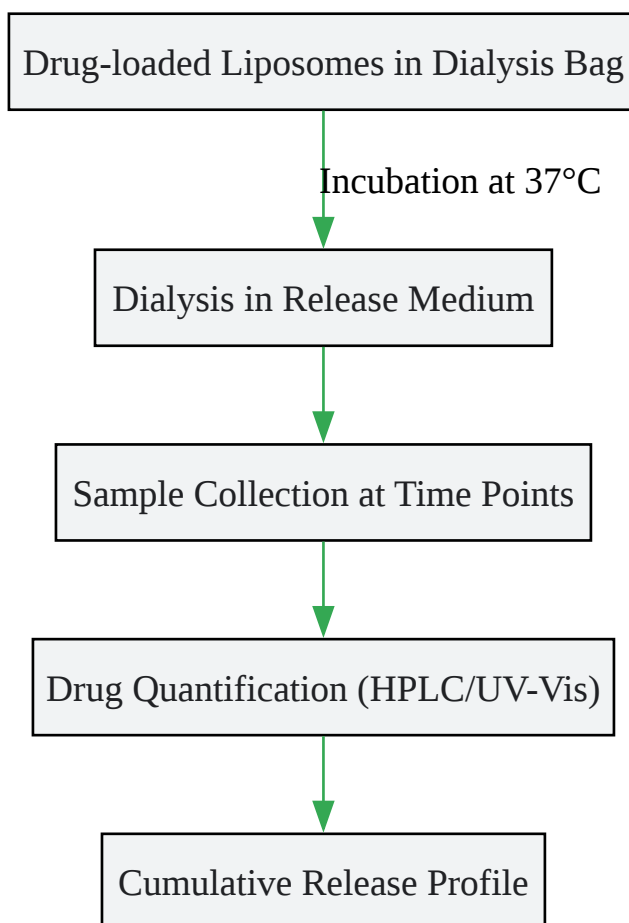 Drug-loaded Liposomes in Dialysis Bag
Incubation at 37°C
Dialysis in Release Medium
Sample Collection at Time Points
Drug Quantification (HPLC/UV-Vis)
Cumulative Release Profile